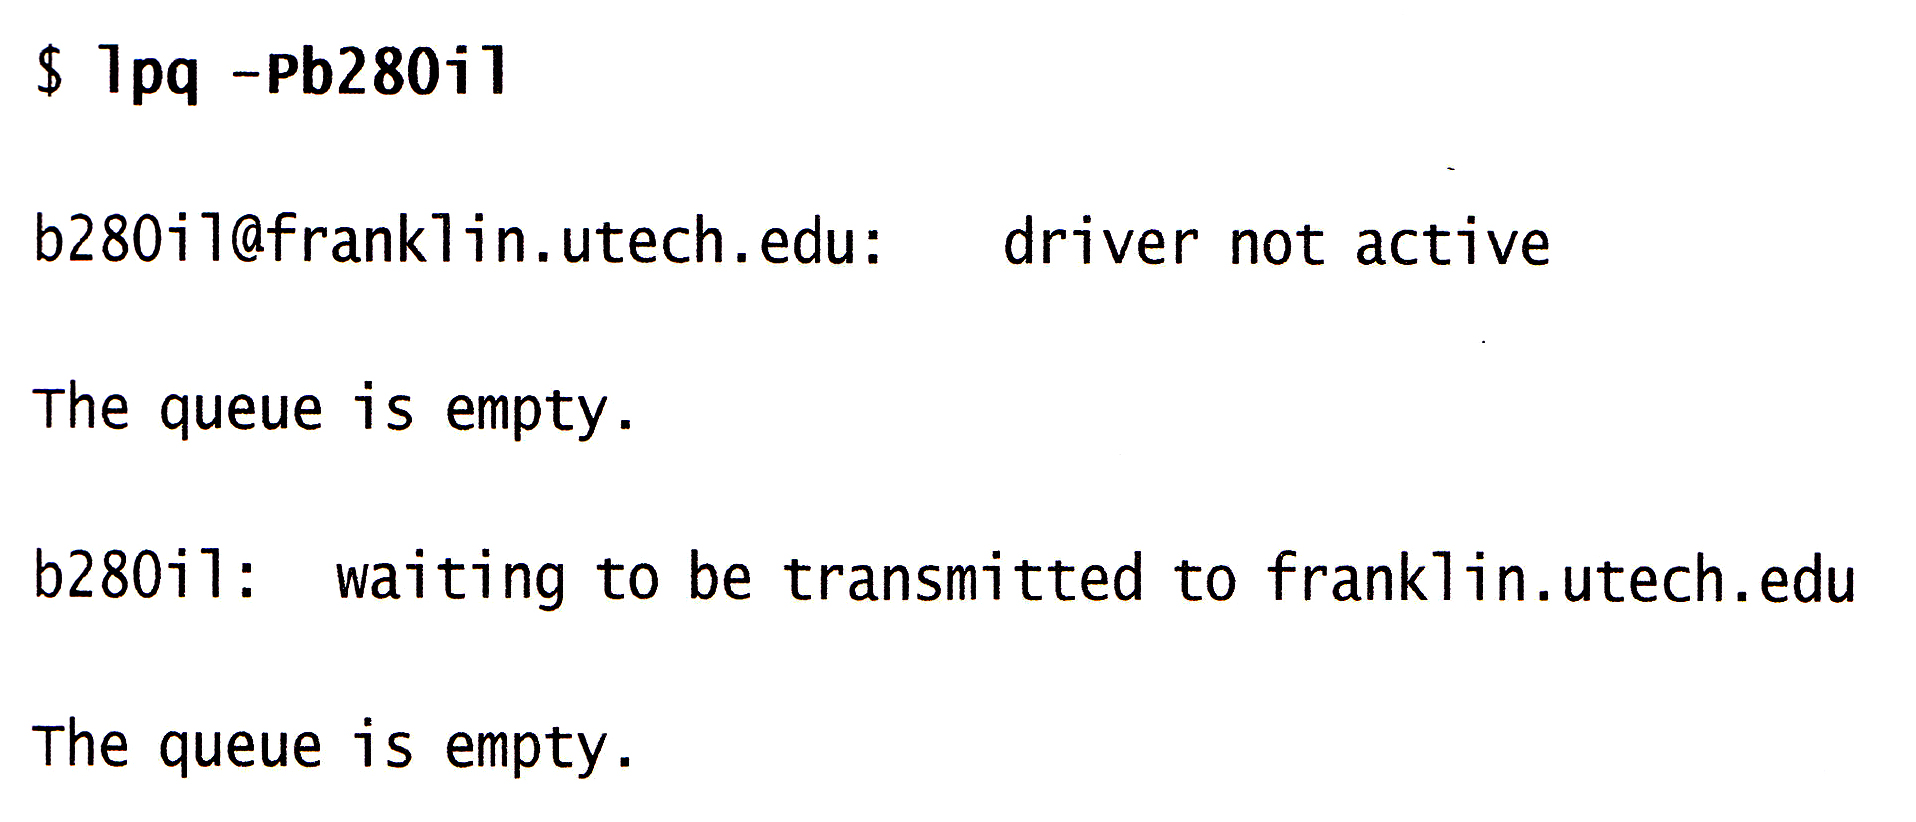 $ lpq -Pb280il
b280il@franklin.utech.edu:   driver not active
The queue is empty.
b280il:  waiting to be transmitted to franklin.utech.edu
The queue is empty.